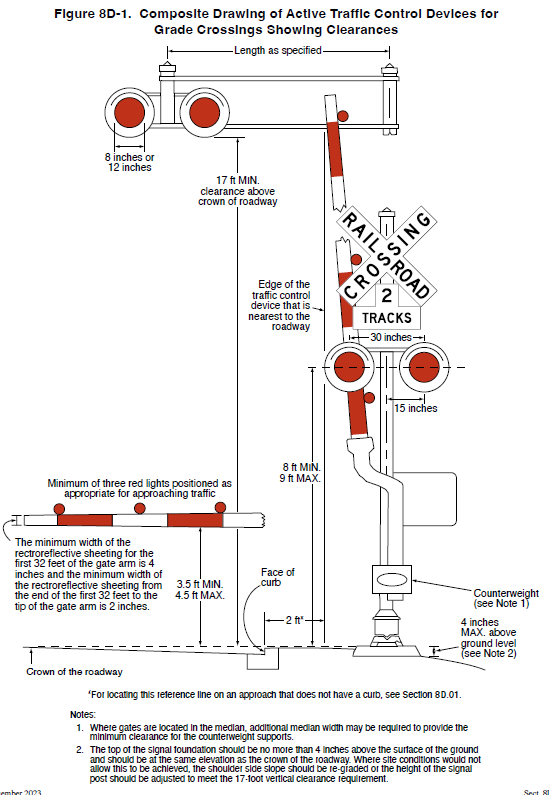 Figure 8D-1. Composite Drawing of Active Traffic Control Devices for
Grade Crossings Showing Clearances
Length as specified
8 inches or
12 inches
17 ft MIN.
clearance above
crown of roadway
RAIL ROAD
CROSSING
2
TRACKS
Edge of the
traffic control
device that is
nearest to the
roadway
30 inches
15 inches
8 ft MIN.
9 ft MAX.
Minimum of three red lights positioned as
appropriate for approaching traffic
The minimum width of the
rectroreflective sheeting for the
first 32 feet of the gate arm is 4
inches and the minimum width of
the rectroreflective sheeting from
the end of the first 32 feet to the
tip of the gate arm is 2 inches.
3.5 ft MIN.
4.5 ft MAX.
Face of
curb
2 ft*
Counterweight
(see Note 1)
4 inches
MAX. above
ground level
(see Note 2)
Crown of the roadway
*For locating this reference line on an approach that does not have a curb, see Section 8D.01.
Notes:
1. Where gates are located in the median, additional median width may be required to provide the
minimum clearance for the counterweight supports.
2. The top of the signal foundation should be no more than 4 inches above the surface of the ground
and should be at the same elevation as the crown of the roadway. Where site conditions would not
allow this to be achieved, the shoulder side slope should be re-graded or the height of the signal
post should be adjusted to meet the 17-foot vertical clearance requirement.
ember 2023
Sect. 8